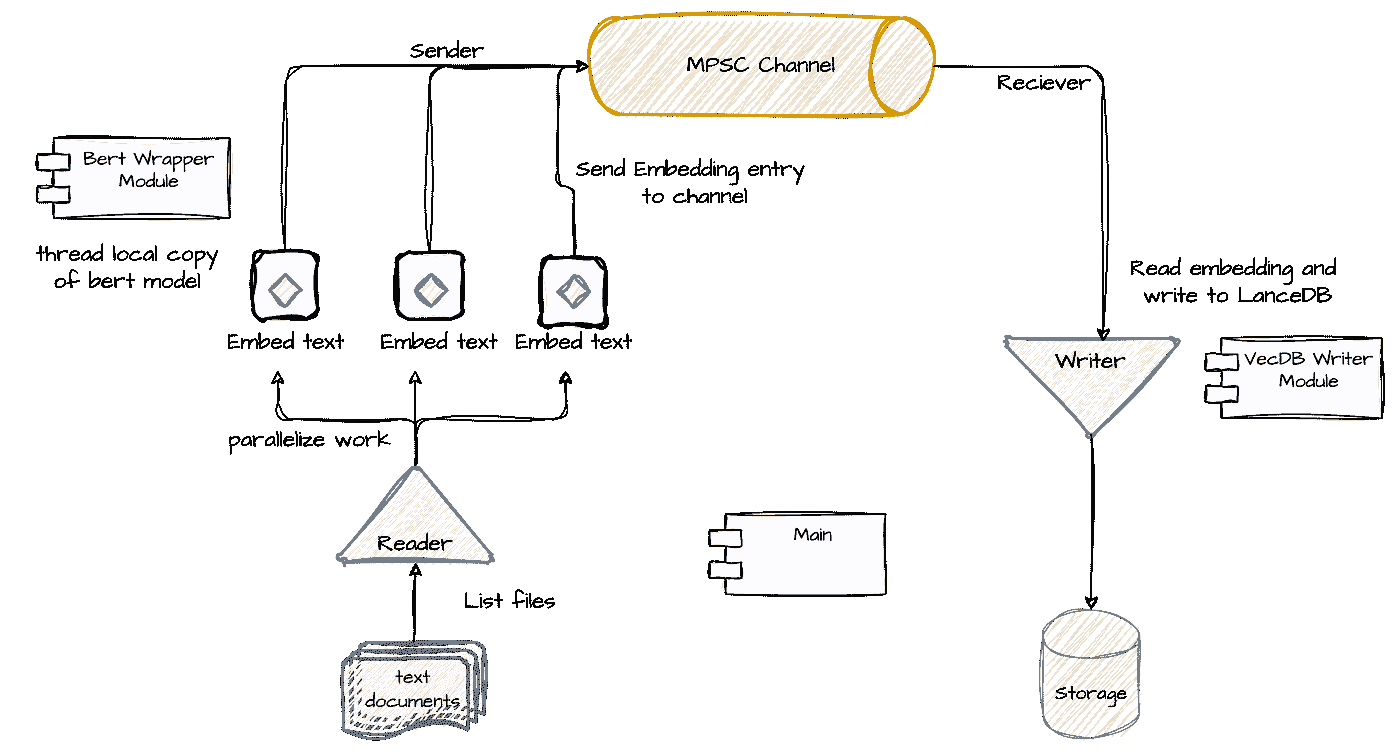 Sender
MPSC Channel
Reciever
Bert Wrapper
Module
Send Embedding entry
to channel
thread local copy
of bert model
Read embedding and
write to LanceDB
Embed text
Embed text
Embed text
Writer
VecDB Writer
Module
parallelize work
Reader
Main
List files
text
documents
Storage